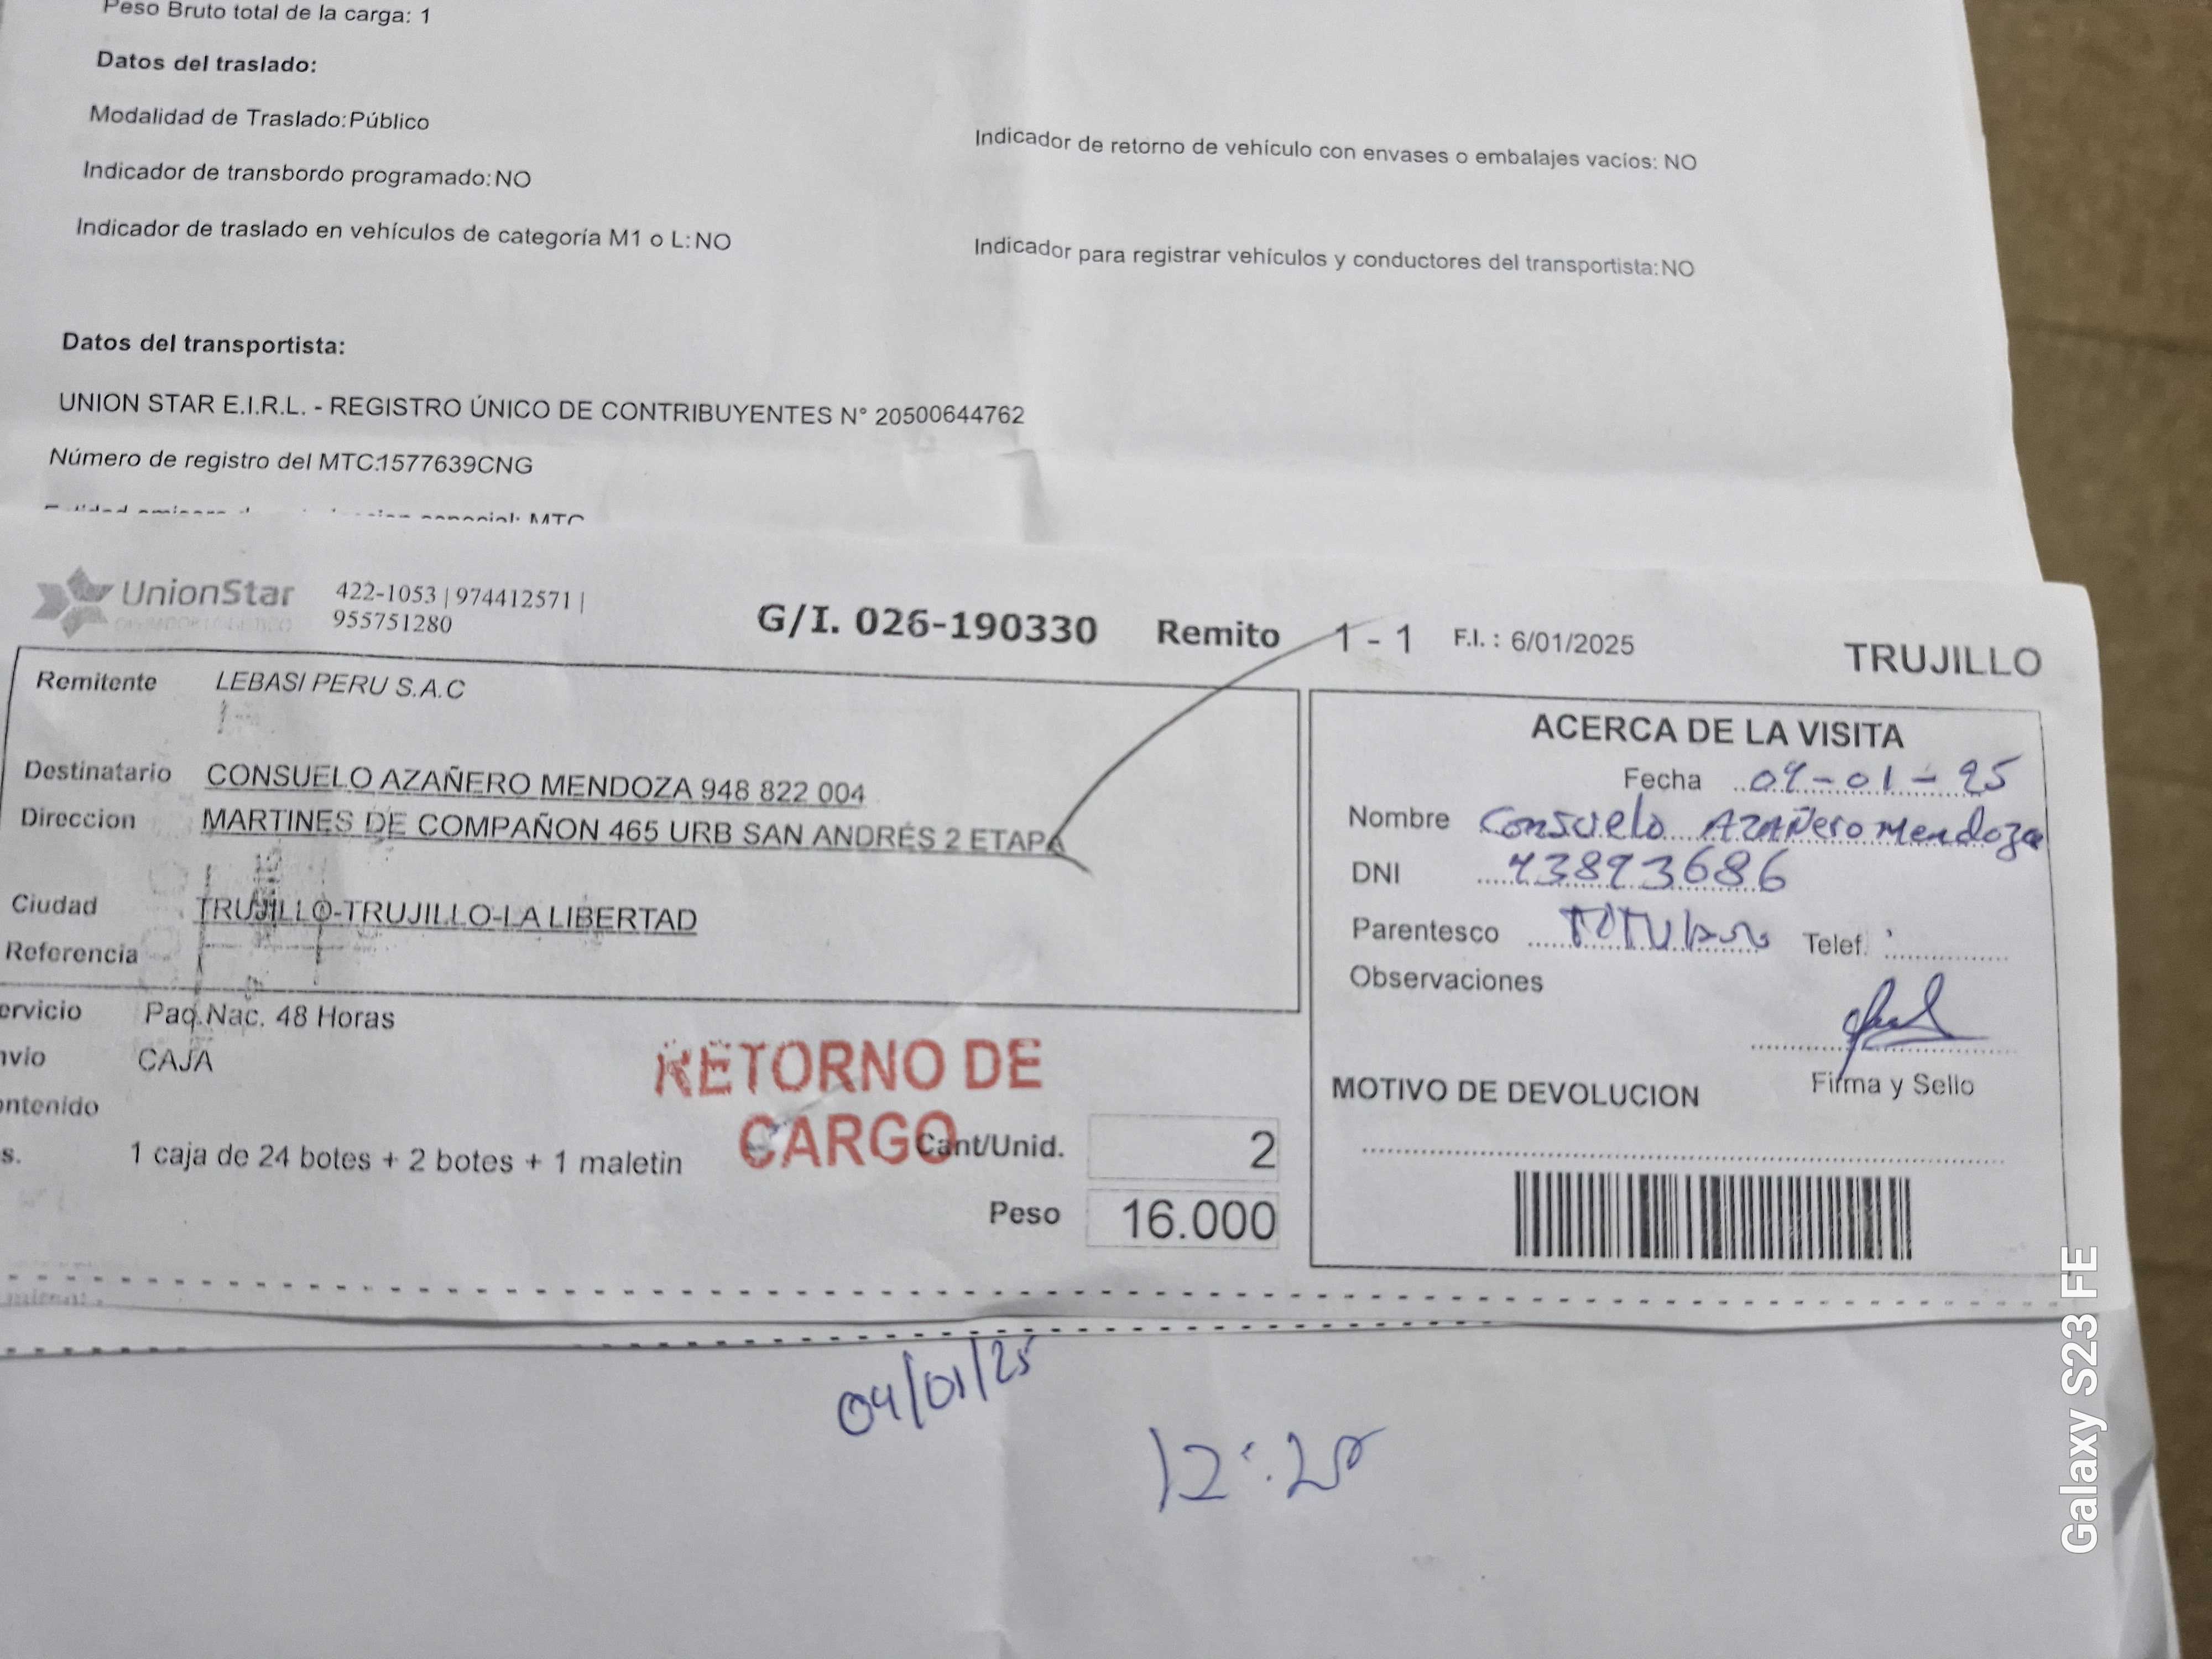 Peso Bruto total de la carga: 1
Datos del traslado:
Modalidad de Traslado:Público
Indicador de retorno de vehículo con envases o embalajes vacíos: NO
Indicador de transbordo programado:NO
Indicador de traslado en vehículos de categoría M1 o L:NO
Indicador para registrar vehículos y conductores del transportista:NO
Datos del transportista:
UNION STAR E.I.R.L. - REGISTRO ÚNICO DE CONTRIBUYENTES N° 20500644762
Número de registro del MTC:1577639CNG
UnionStar
422-1053 | 974412571 |
955751280
G/I. 026-190330 Remito 1 - 1 F.I. : 6/01/2025
TRUJILLO
Remitente LEBASI PERU S.A.C
Destinatario CONSUELO AZAÑERO MENDOZA 948 822 004
Direccion MARTINES DE COMPAÑON 465 URB SAN ANDRÉS 2 ETAPA
Ciudad TRUJILLO-TRUJILLO-LA LIBERTAD
Referencia
ervicio Paq.Nac. 48 Horas
nvio CAJA
ontenido
s. 1 caja de 24 botes + 2 botes + 1 maletin
RETORNO DE
CARGO
Cant/Unid. 2
Peso 16.000
ACERCA DE LA VISITA
Fecha 09-01-25
Nombre Consuelo AZAÑero Mendoza
DNI
Parentesco
Telef.
Observaciones
Firma y Sello
MOTIVO DE DEVOLUCION
09/01/25
12:20
Galaxy S23 FE